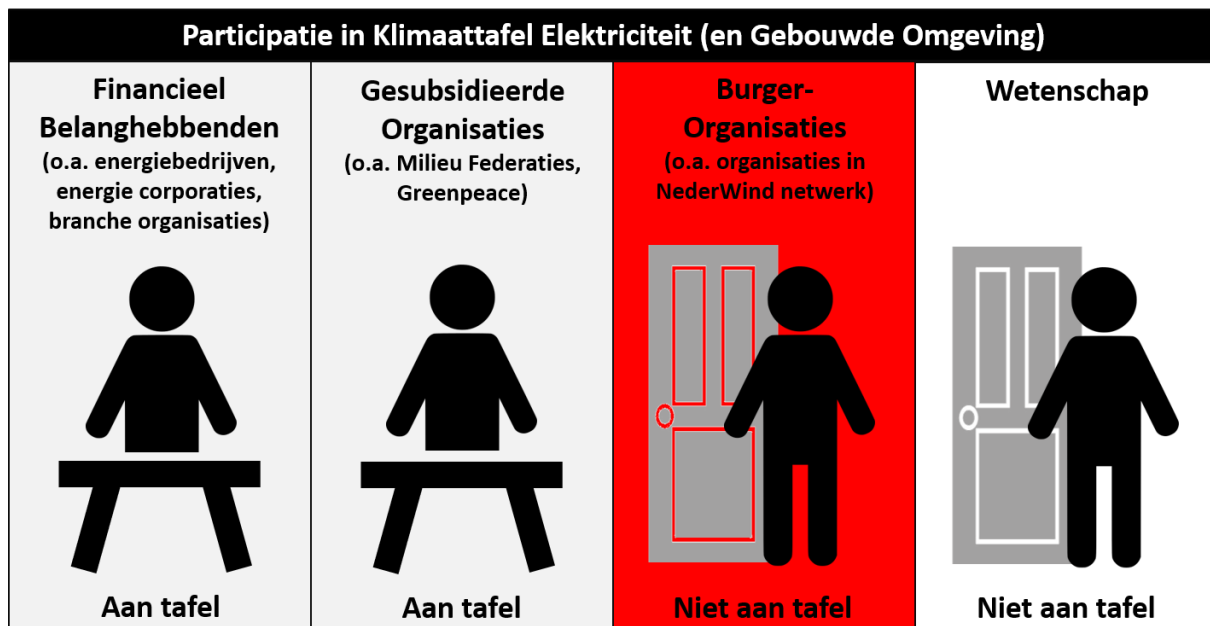 Participatie in Klimaattafel Elektriciteit (en Gebouwde Omgeving)
Financieel
Belanghebbenden
(o.a. energiebedrijven,
energie corporaties,
branche organisaties)
Aan tafel
Gesubsidieerde
Organisaties
(o.a. Milieu Federaties,
Greenpeace)
Aan tafel
Burger-
Organisaties
(o.a. organisaties in
NederWind netwerk)
Niet aan tafel
Wetenschap
Niet aan tafel